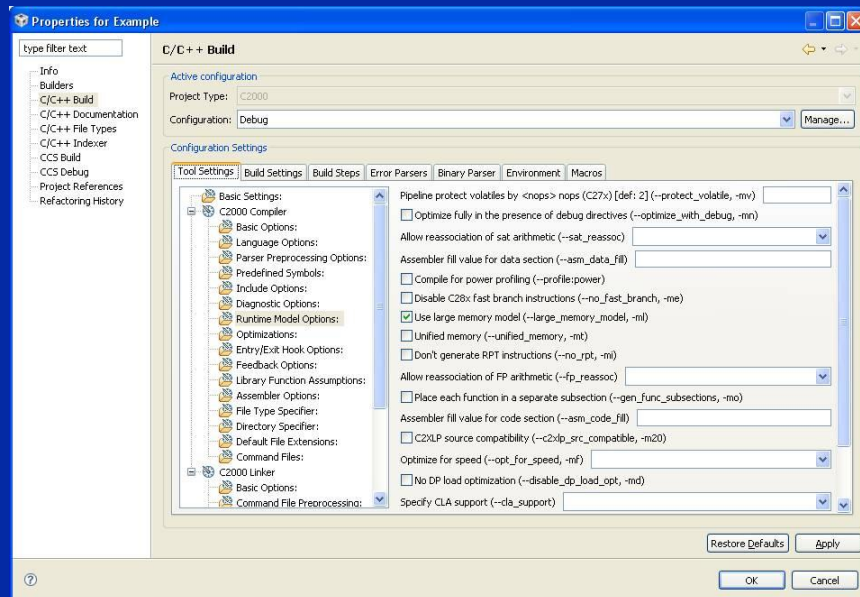 Properties for Example
type filter text
Info
Builders
C/C++ Build
C/C++ Documentation
C/C++ File Types
C/C++ Indexer
CCS Build
CCS Debug
Project References
Refactoring History
C/C++ Build
Active configuration
Project Type: C2000
Configuration: Debug
Manage...
Configuration Settings
Tool Settings Build Settings Build Steps Error Parsers Binary Parser Environment Macros
Basic Settings:
C2000 Compiler
Basic Options:
Language Options:
Parser Preprocessing Options:
Predefined Symbols:
Include Options:
Diagnostic Options:
Runtime Model Options:
Optimizations:
Entry/Exit Hook Options:
Feedback Options:
Library Function Assumptions:
Assembler Options:
File Type Specifier:
Directory Specifier:
Default File Extensions:
Command Files:
C2000 Linker
Basic Options:
Command File Preprocessing:
Pipeline protect volatiles by <nops> nops (C27x) [def: 2] (--protect_volatile, -mv)
Optimize fully in the presence of debug directives (--optimize_with_debug, -mn)
Allow reassociation of sat arithmetic (--sat_reassoc)
Assembler fill value for data section (--asm_data_fill)
Compile for power profiling (--profile:power)
Disable C28x fast branch instructions (--no_fast_branch, -me)
Use large memory model (--large_memory_model, -ml)
Unified memory (--unified_memory, -mt)
Don't generate RPT instructions (--no_rpt, -mi)
Allow reassociation of FP arithmetic (--fp_reassoc)
Place each function in a separate subsection (--gen_func_subsections, -mo)
Assembler fill value for code section (--asm_code_fill)
C2XLP source compatibility (--c2xlp_src_compatible, -m20)
Optimize for speed (--opt_for_speed, -mf)
No DP load optimization (--disable_dp_load_opt, -md)
Specify CLA support (--cla_support)
Restore Defaults
Apply
?
OK
Cancel